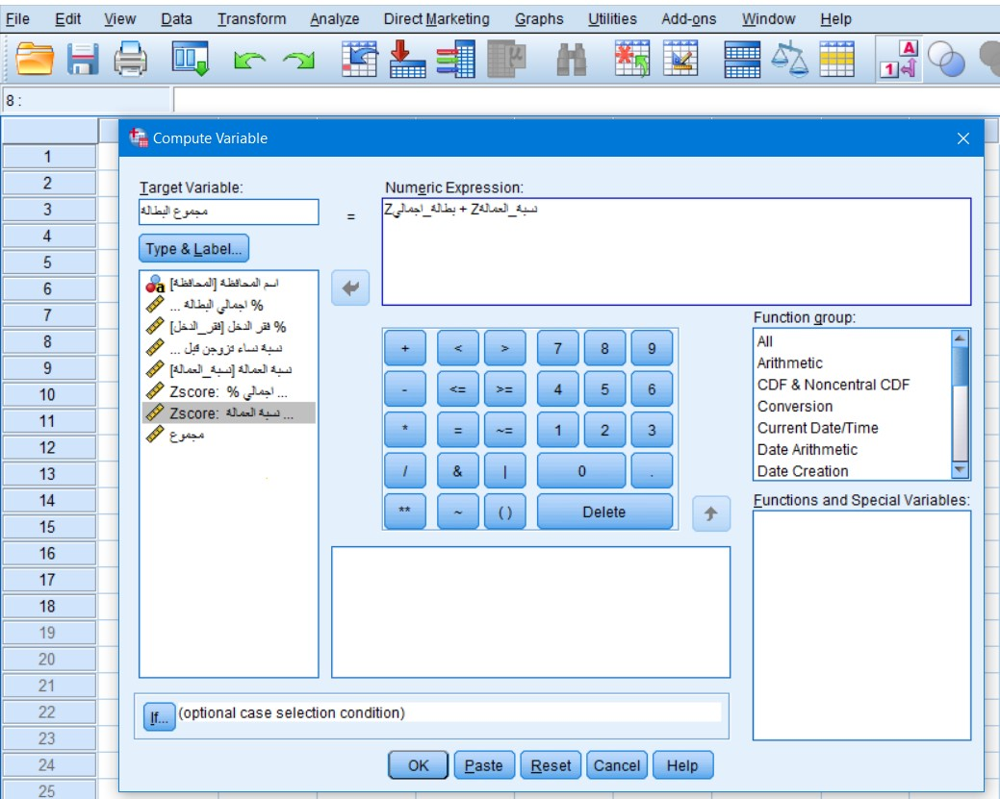 File Edit View Data Transform Analyze Direct Marketing Graphs Utilities Add-ons Window Help
8 :
Compute Variable
Target Variable:
Numeric Expression:
مجموع البطاله
=
Zبطاله_اجمالي + Zنسبة_العمالة
Type & Label...
اسم المحافظة [المحافظة]
% اجمالي البطالة ...
% فقر الدخل [فقر_الدخل]
نسبة نساء تزوجن قبل ...
نسبة العمالة [نسبة_العمالة]
Zscore: % اجمالي ...
Zscore: نسبة العمالة ...
مجموع
+ < > 7 8 9
- <= >= 4 5 6
* = ~= 1 2 3
/ & | 0 .
** ~ ( ) Delete
Function group:
All
Arithmetic
CDF & Noncentral CDF
Conversion
Current Date/Time
Date Arithmetic
Date Creation
Functions and Special Variables:
If... (optional case selection condition)
OK Paste Reset Cancel Help
1
2
3
4
5
6
7
8
9
10
11
12
13
14
15
16
17
18
19
20
21
22
23
24
25